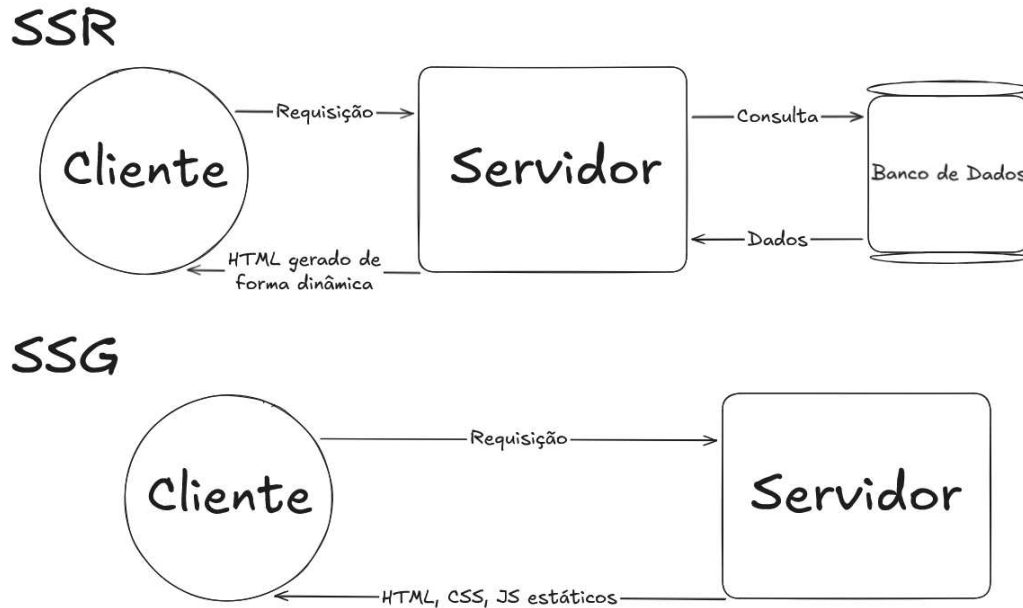 SSR
Cliente
Requisição
Servidor
Consulta
Banco de Dados
Dados
HTML gerado de
forma dinâmica
SSG
Cliente
Requisição
Servidor
HTML, CSS, JS estáticos